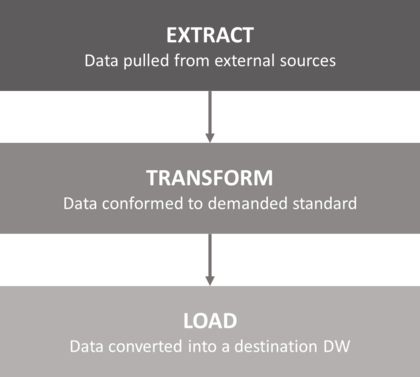 EXTRACT
Data pulled from external sources
TRANSFORM
Data conformed to demanded standard
LOAD
Data converted into a destination DW